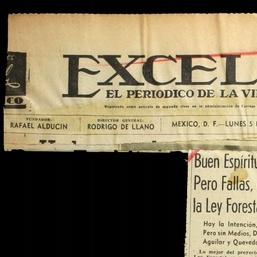 EXCEL
EL PERIODICO DE LA VI
FUNDADOR:
RAFAEL ALDUCIN
DIRECTOR GENERAL:
RODRIGO DE LLANO
MEXICO, D. F.—LUNES 5
Buen Espíritu
Pero Fallas,
la Ley Foresta
Hoy la Intención,
Pero sin Medios, D
Aguilar y Quevedo